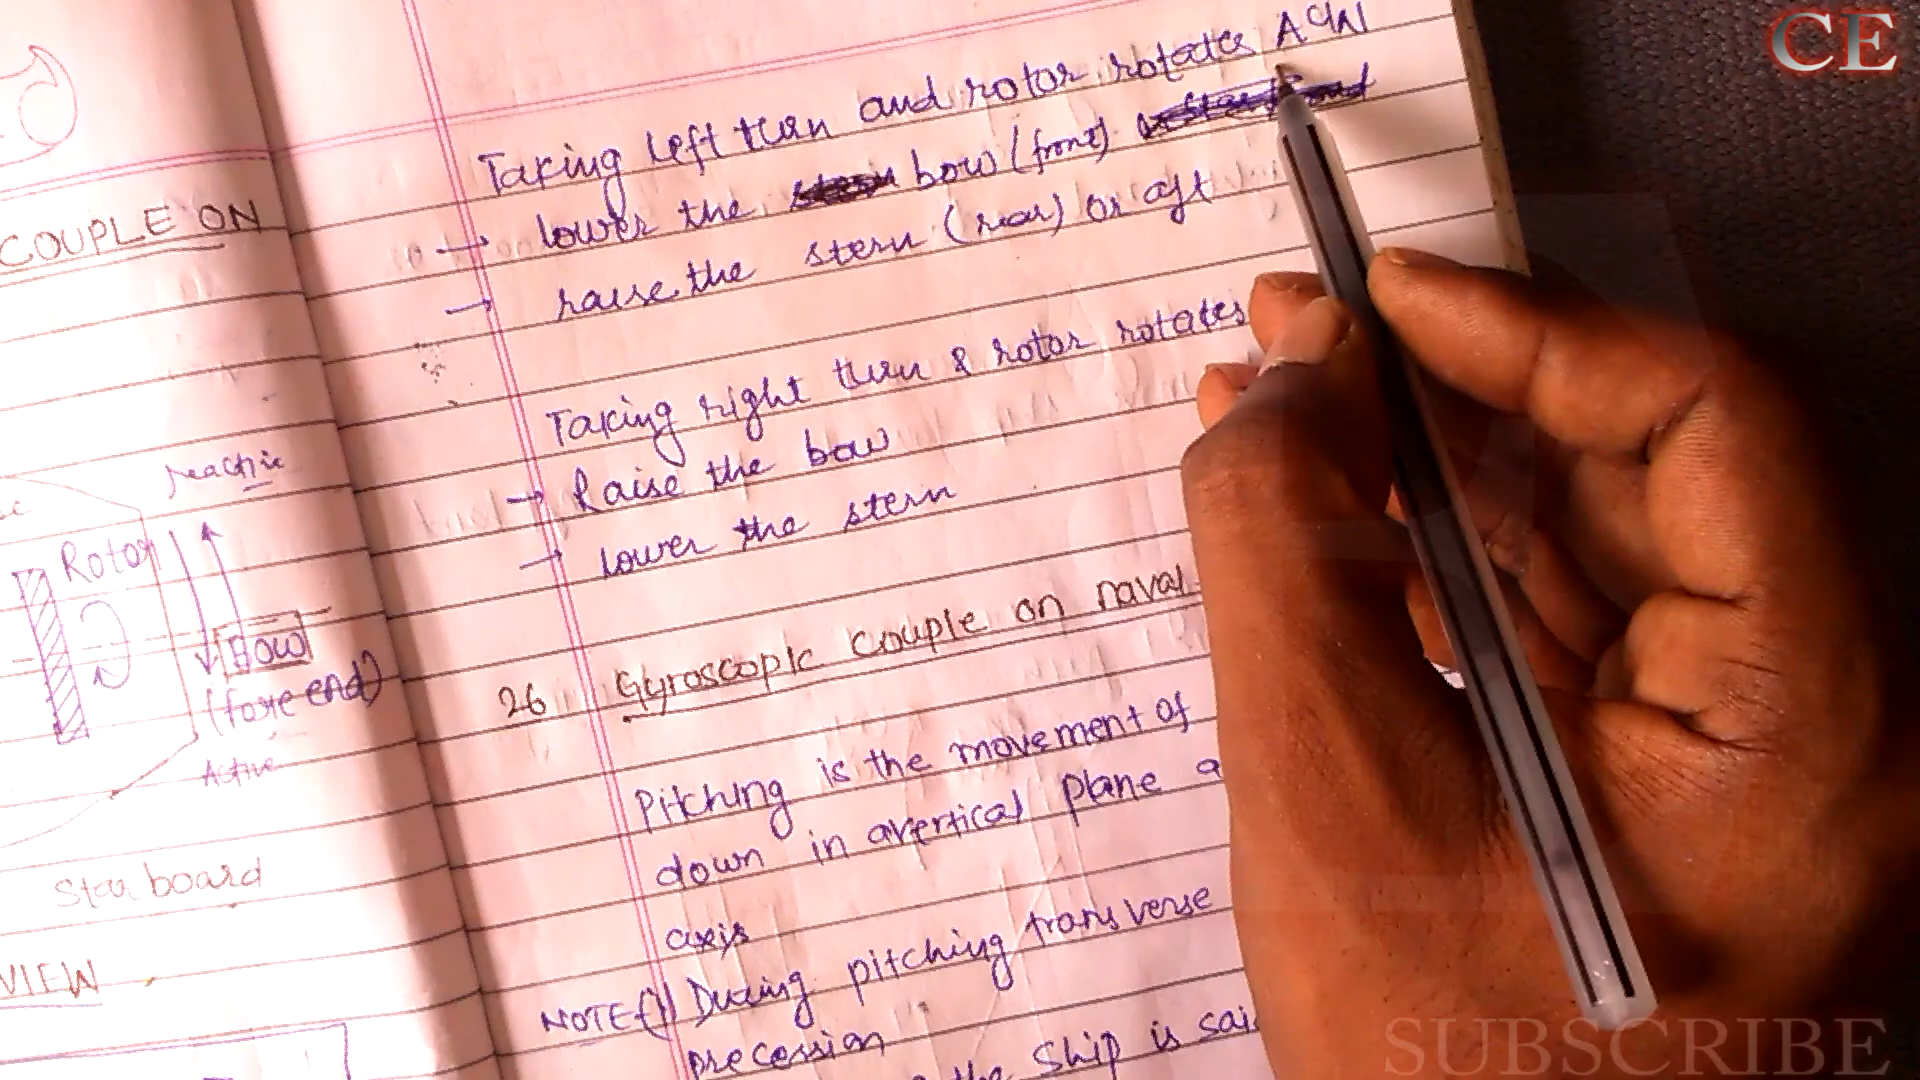 CE
COUPLE ON
Reactive
Rotor
Bow
(fore end)
Active
Star board
VIEW
Taking left turn and rotor rotates ACW
→ lower the bow (front)
→ raise the stern (rear) or aft
Taking right turn & rotor rotates
→ Raise the bow
→ lower the stern
26 Gyroscopic Couple on naval
Pitching is the movement of
down in a vertical plane a
axis
NOTE-(1) During pitching transverse
precession
the ship is said
SUBSCRIBE